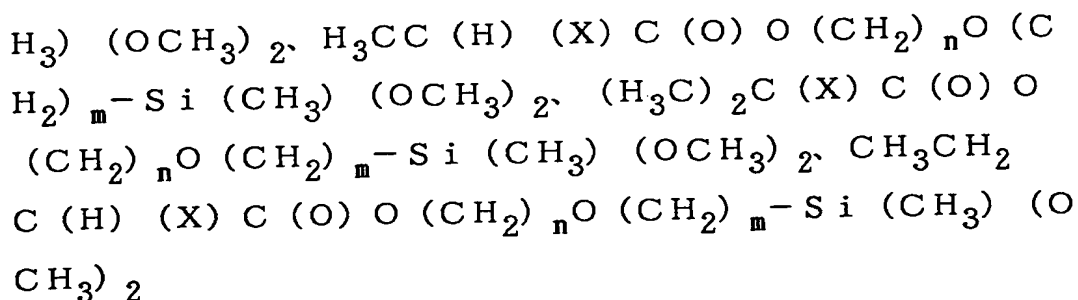 H₃) (OCH₃)₂、H₃CC(H)(X)C(O)O(CH₂)ₙO(C
H₂)ₘ−Si(CH₃)(OCH₃)₂、(H₃C)₂C(X)C(O)O
(CH₂)ₙO(CH₂)ₘ−Si(CH₃)(OCH₃)₂、CH₃CH₂
C(H)(X)C(O)O(CH₂)ₙO(CH₂)ₘ−Si(CH₃)(O
CH₃)₂